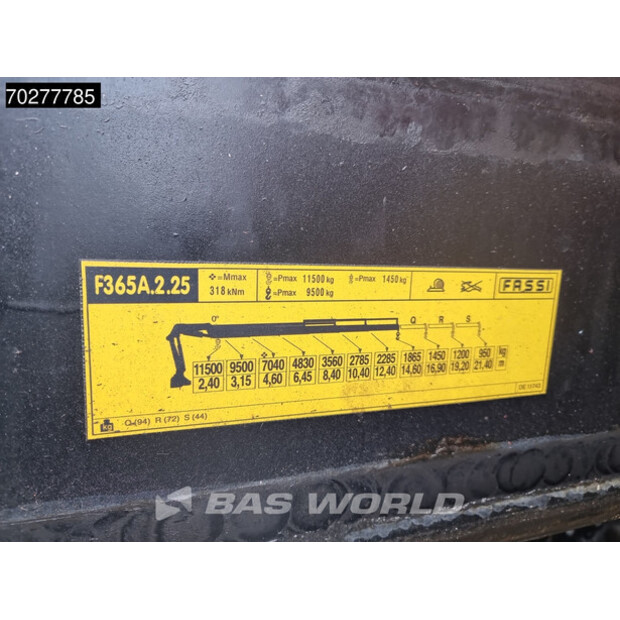 70277785
F365A.2.25
=Mmax
318 kNm
=Pmax 11500 kg
=Pmax 1450 kg
=Pmax 9500 kg
FASSI
0°
Q R S
11500 9500 7040 4830 3560 2785 2285 1865 1450 1200 950 kg
2,40 3,15 4,60 6,45 8,40 10,40 12,40 14,60 16,90 19,20 21,40 m
kg Q (94) R (72) S (44)
BAS WORLD